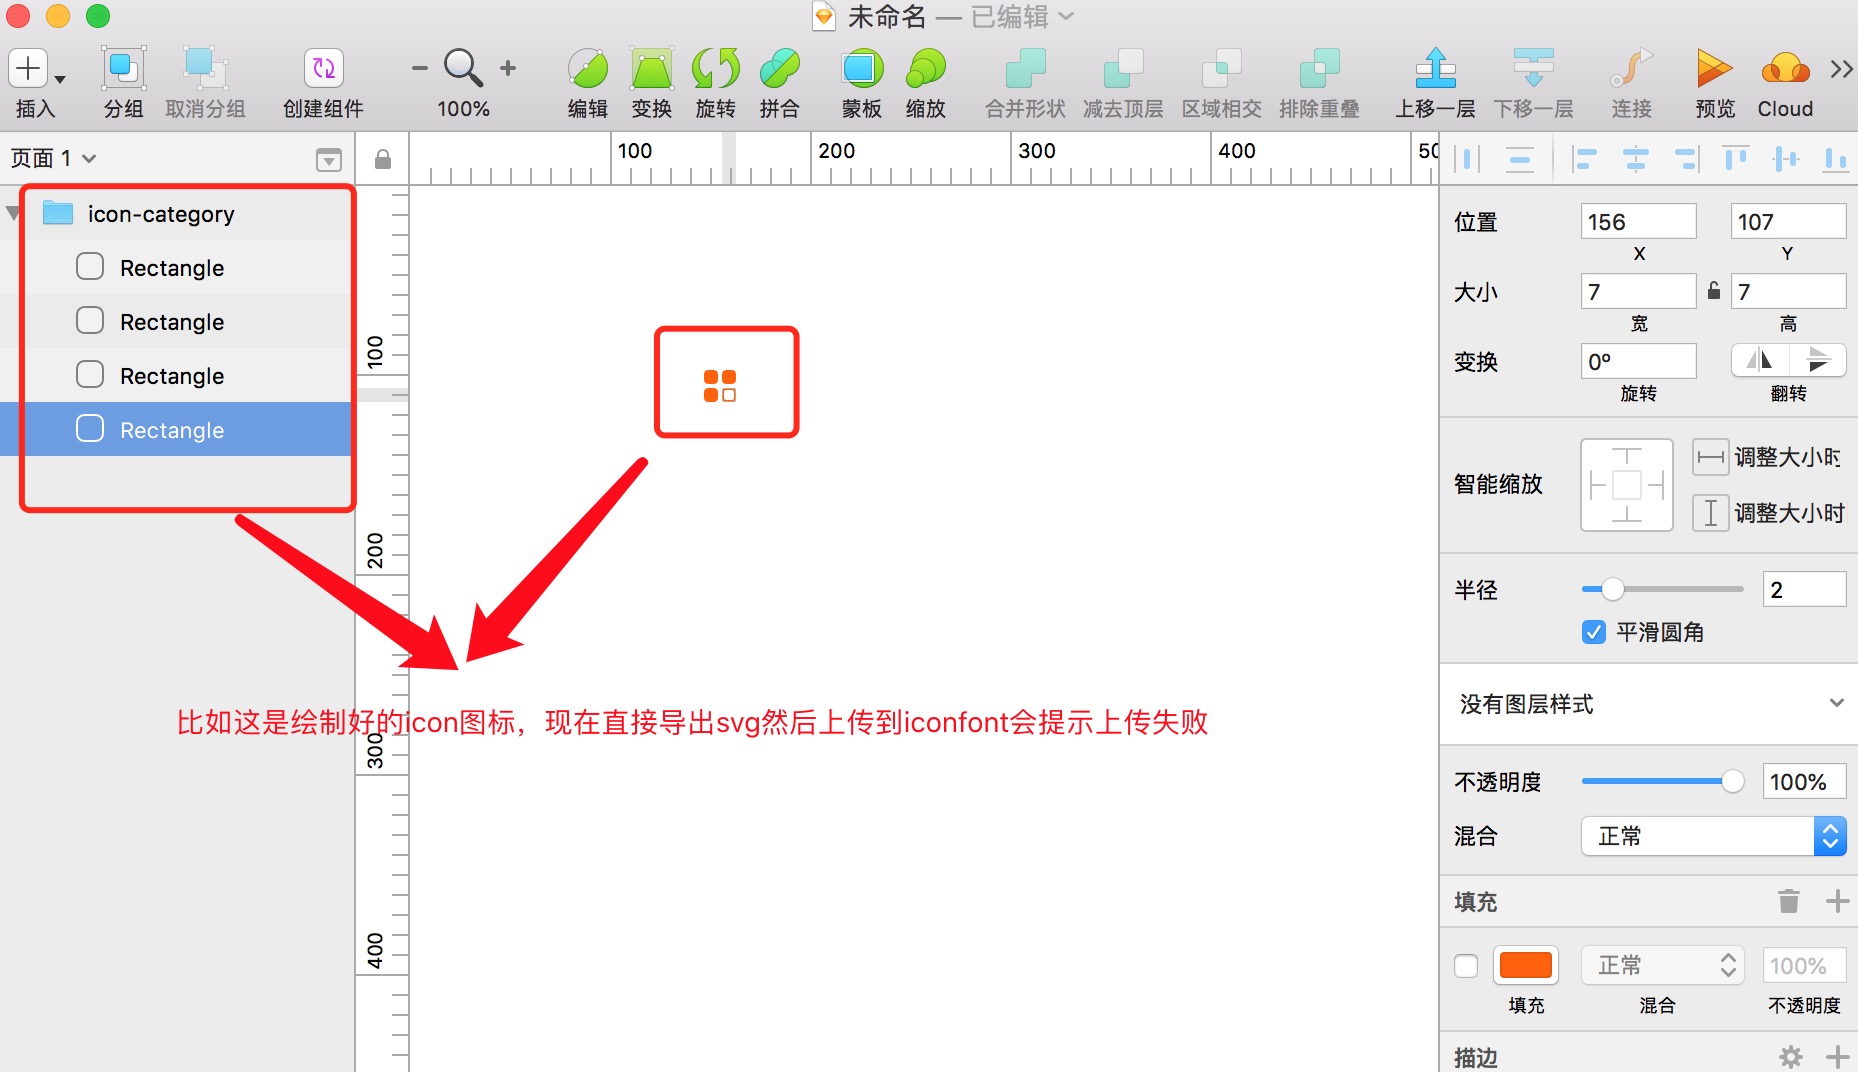 未命名 — 已编辑
插入 分组 取消分组 创建组件 100% 编辑 变换 旋转 拼合 蒙板 缩放 合并形状 减去顶层 区域相交 排除重叠 上移一层 下移一层 连接 预览 Cloud
页面 1
100 200 300 400
icon-category
Rectangle
Rectangle
Rectangle
Rectangle
100
200
300
400
比如这是绘制好的icon图标，现在直接导出svg然后上传到iconfont会提示上传失败
位置 156 107
X Y
大小 7 7
宽 高
变换 0°
旋转 翻转
智能缩放 调整大小时
调整大小时
半径 2
平滑圆角
没有图层样式
不透明度 100%
混合 正常
填充
正常 100%
填充 混合 不透明度
描边